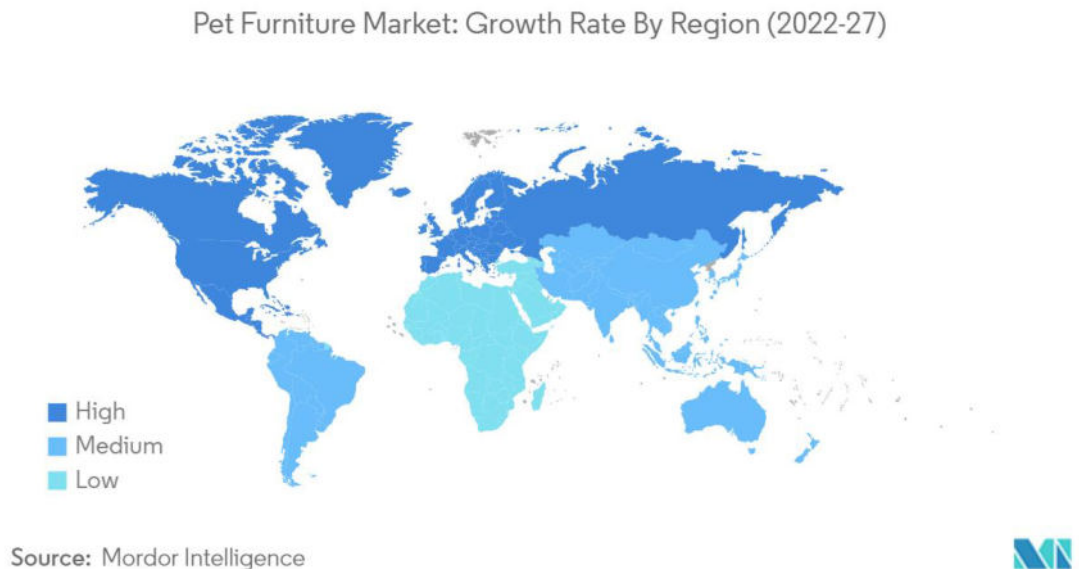 Pet Furniture Market: Growth Rate By Region (2022-27)
High
Medium
Low
Source: Mordor Intelligence